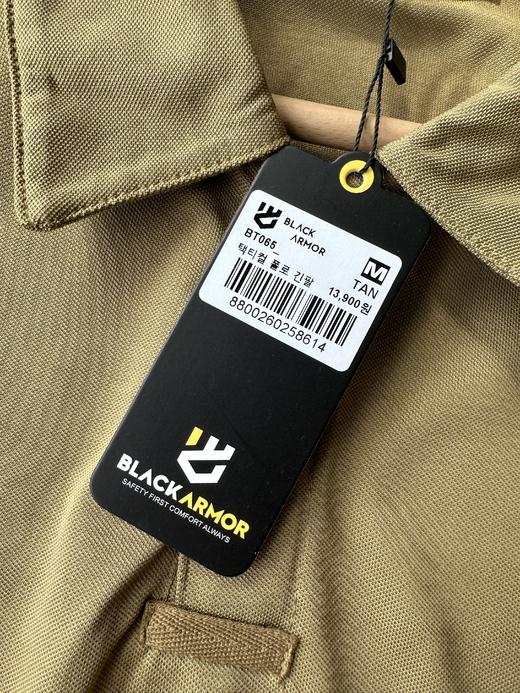 BLACK
ARMOR
BT065_
택티컬 폴로 긴팔
M
TAN
13,900원
8800260258614
BLACKARMOR
SAFETY FIRST COMFORT ALWAYS